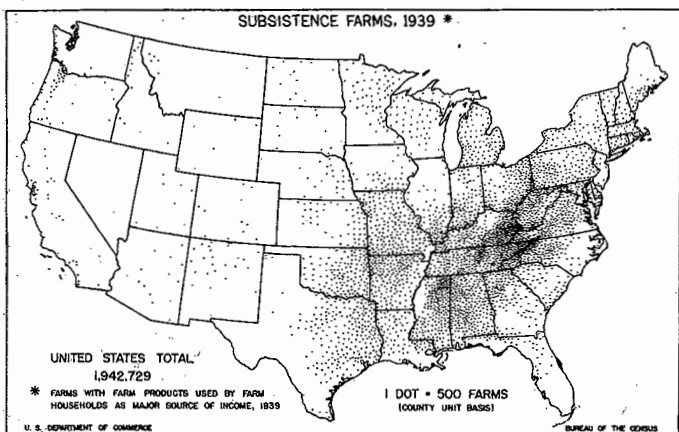 SUBSISTENCE FARMS, 1939 *
UNITED STATES TOTAL
1,942,729
* FARMS WITH FARM PRODUCTS USED BY FARM
HOUSEHOLDS AS MAJOR SOURCE OF INCOME, 1939
1 DOT = 500 FARMS
(COUNTY UNIT BASIS)
U. S. DEPARTMENT OF COMMERCE
BUREAU OF THE CENSUS